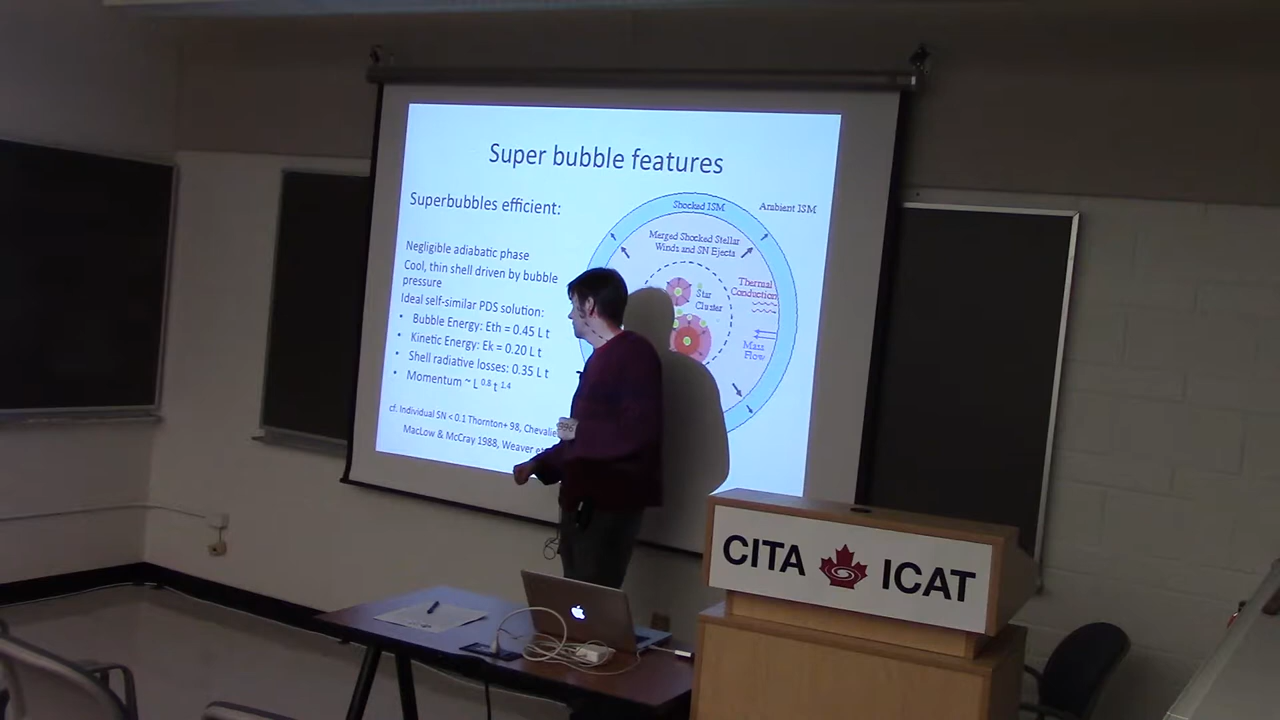 Super bubble features
Superbubbles efficient:
Negligible adiabatic phase
Cool, thin shell driven by bubble
pressure
Ideal self-similar PDS solution:
• Bubble Energy: Eth = 0.45 L t
• Kinetic Energy: Ek = 0.20 L t
• Shell radiative losses: 0.35 L t
• Momentum ~ L 0.8 t 1.4
cf. Individual SN < 0.1 Thornton+ 98, Chevalie
MacLow & McCray 1988, Weaver et
Shocked ISM
Ambient ISM
Merged Shocked Stellar
Winds and SN Ejects
Thermal
Conduction
Star
Cluster
Mass
Flow
CITA ICAT